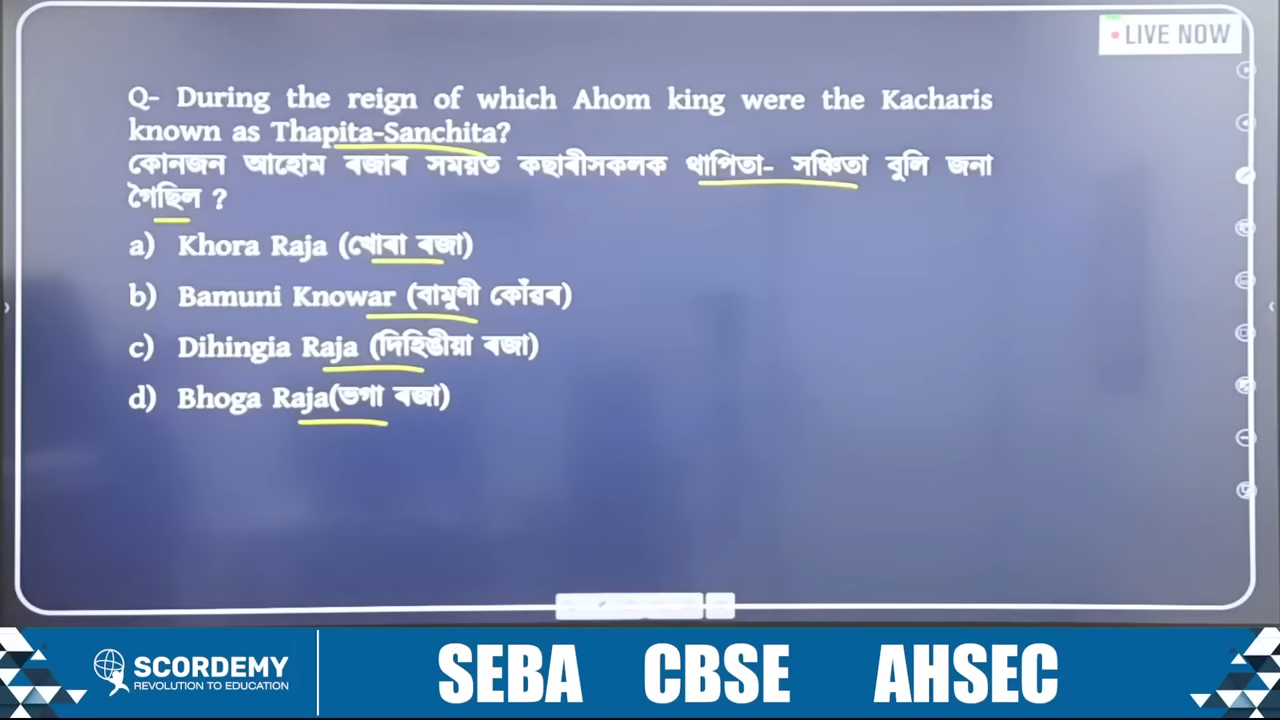 LIVE NOW
Q- During the reign of which Ahom king were the Kacharis
known as Thapita-Sanchita?
কোনজন আহোম ৰজাৰ সময়ত কছাৰীসকলক থাপিতা- সঞ্চিতা বুলি জনা
গৈছিল ?
a) Khora Raja (খোৰা ৰজা)
b) Bamuni Knowar (বামুণী কোঁৱৰ)
c) Dihingia Raja (দিহিঙীয়া ৰজা)
d) Bhoga Raja(ভগা ৰজা)
SCORDEMY
REVOLUTION TO EDUCATION
SEBA CBSE AHSEC